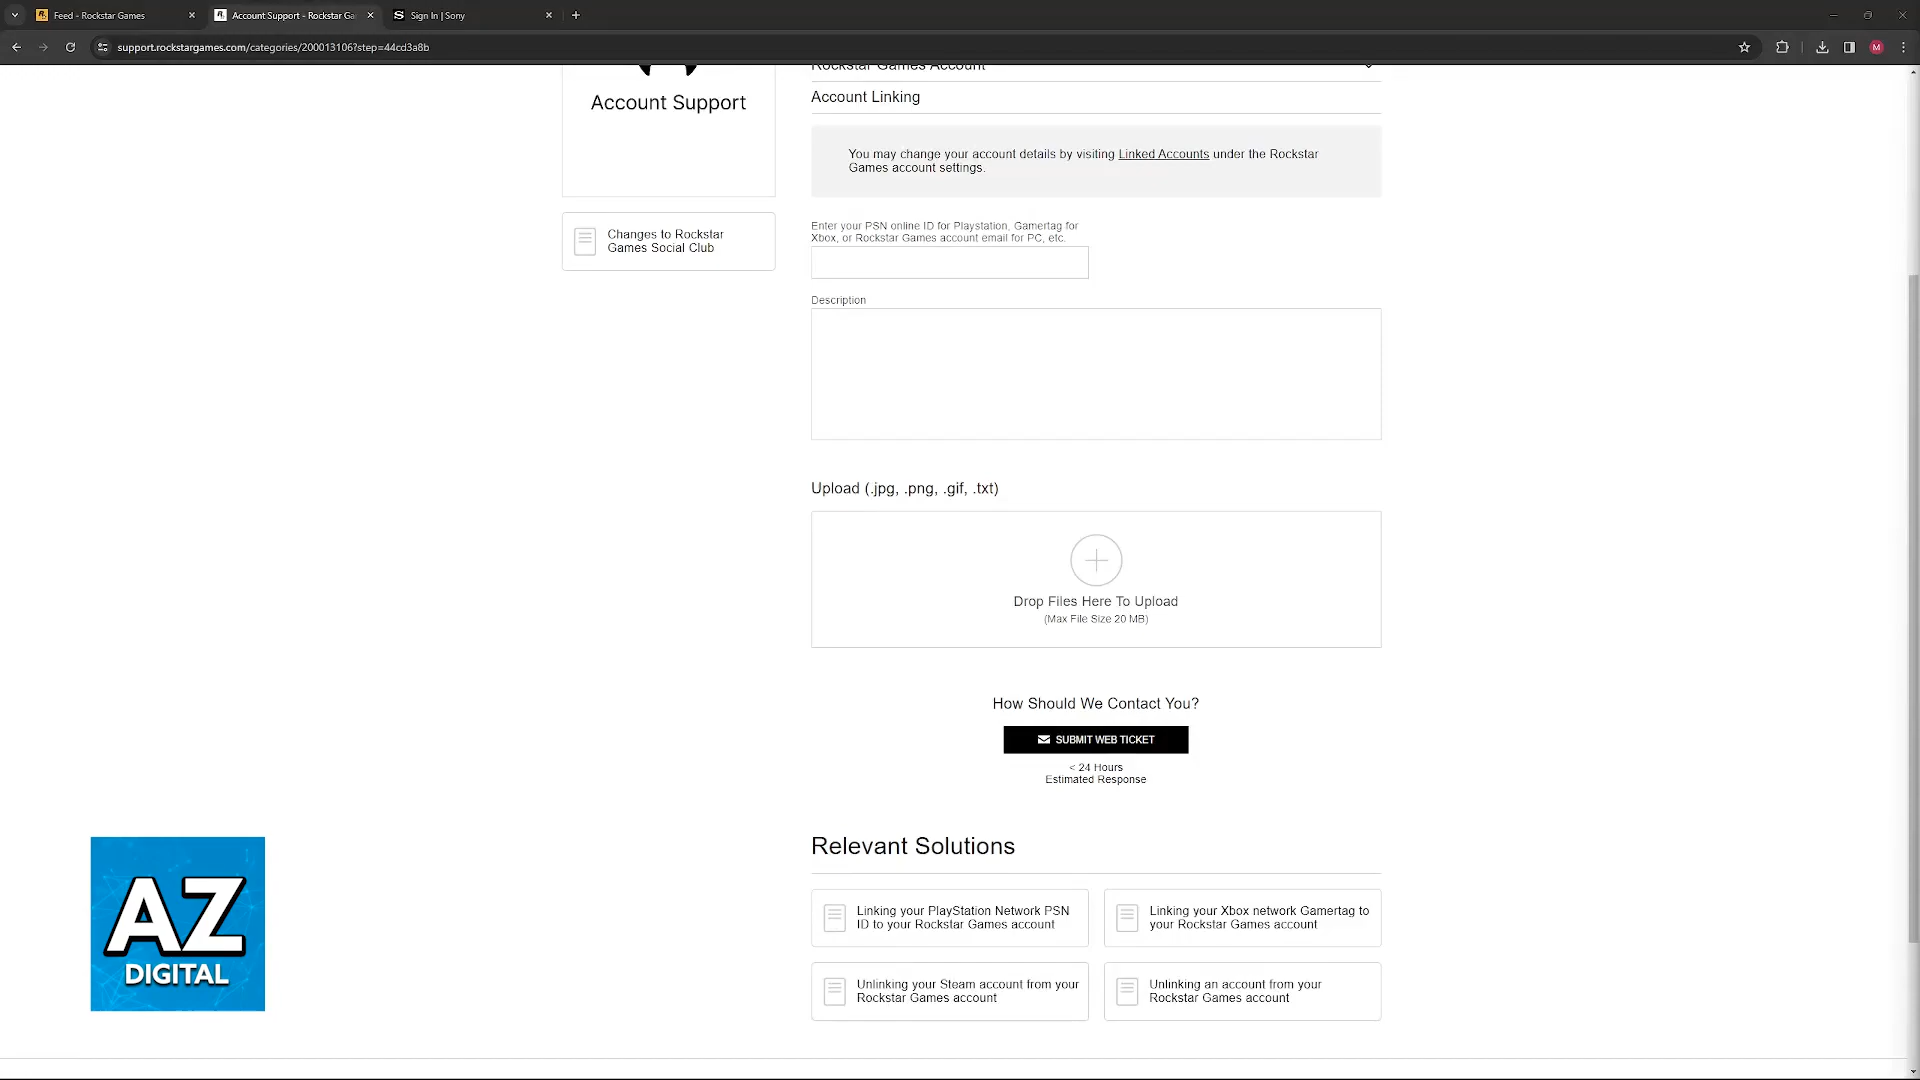 Feed - Rockstar Games
Account Support - Rockstar Ga
Sign In | Sony
support.rockstargames.com/categories/200013106?step=44cd3a8b
M
Rockstar Games Account
Account Support
Account Linking
You may change your account details by visiting Linked Accounts under the Rockstar
Games account settings.
Changes to Rockstar
Games Social Club
Enter your PSN online ID for Playstation, Gamertag for
Xbox, or Rockstar Games account email for PC, etc.
Description
Upload (.jpg, .png, .gif, .txt)
Drop Files Here To Upload
(Max File Size 20 MB)
How Should We Contact You?
SUBMIT WEB TICKET
< 24 Hours
Estimated Response
Relevant Solutions
Linking your PlayStation Network PSN
ID to your Rockstar Games account
Linking your Xbox network Gamertag to
your Rockstar Games account
Unlinking your Steam account from your
Rockstar Games account
Unlinking an account from your
Rockstar Games account
AZ
DIGITAL